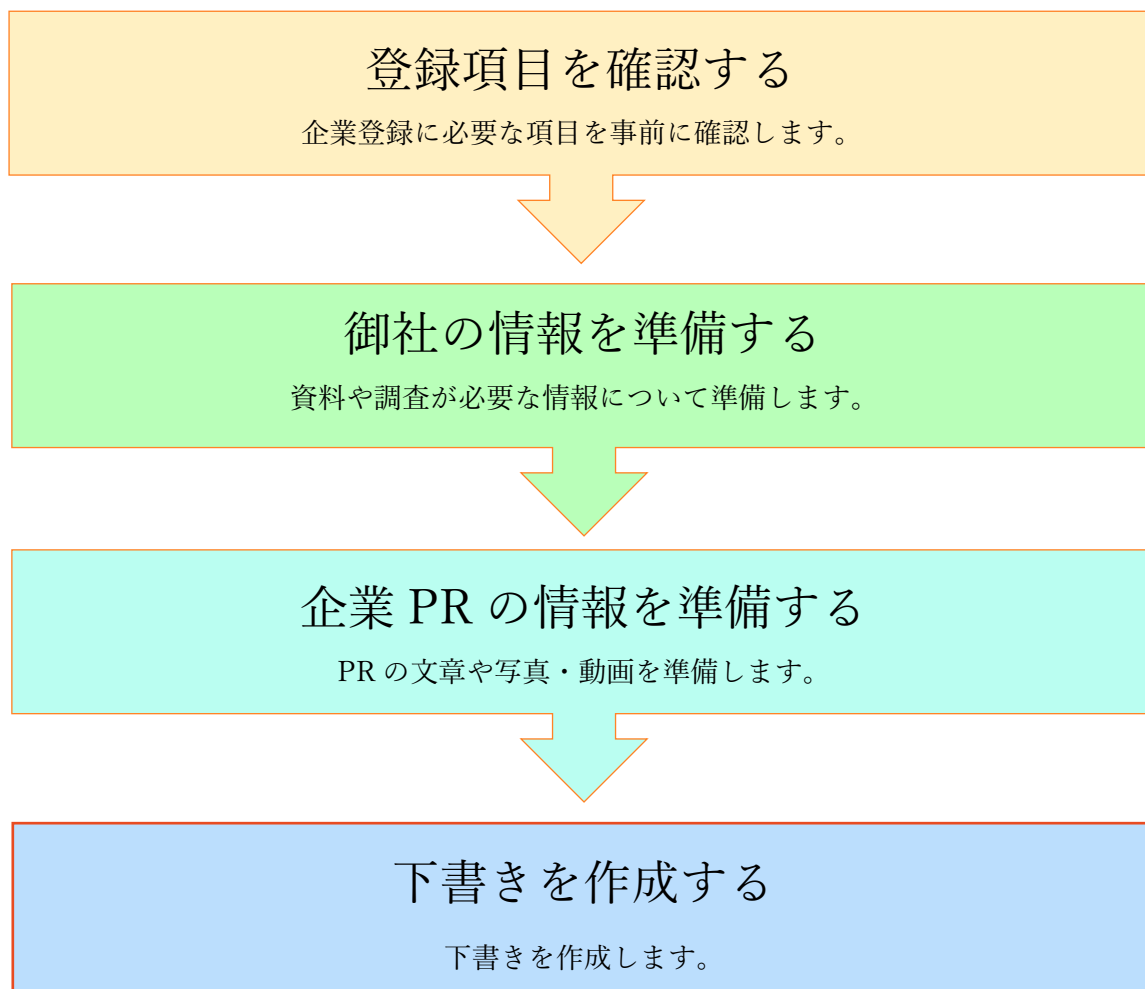 登録項目を確認する
企業登録に必要な項目を事前に確認します。
御社の情報を準備する
資料や調査が必要な情報について準備します。
企業 PR の情報を準備する
PR の文章や写真・動画を準備します。
下書きを作成する
下書きを作成します。